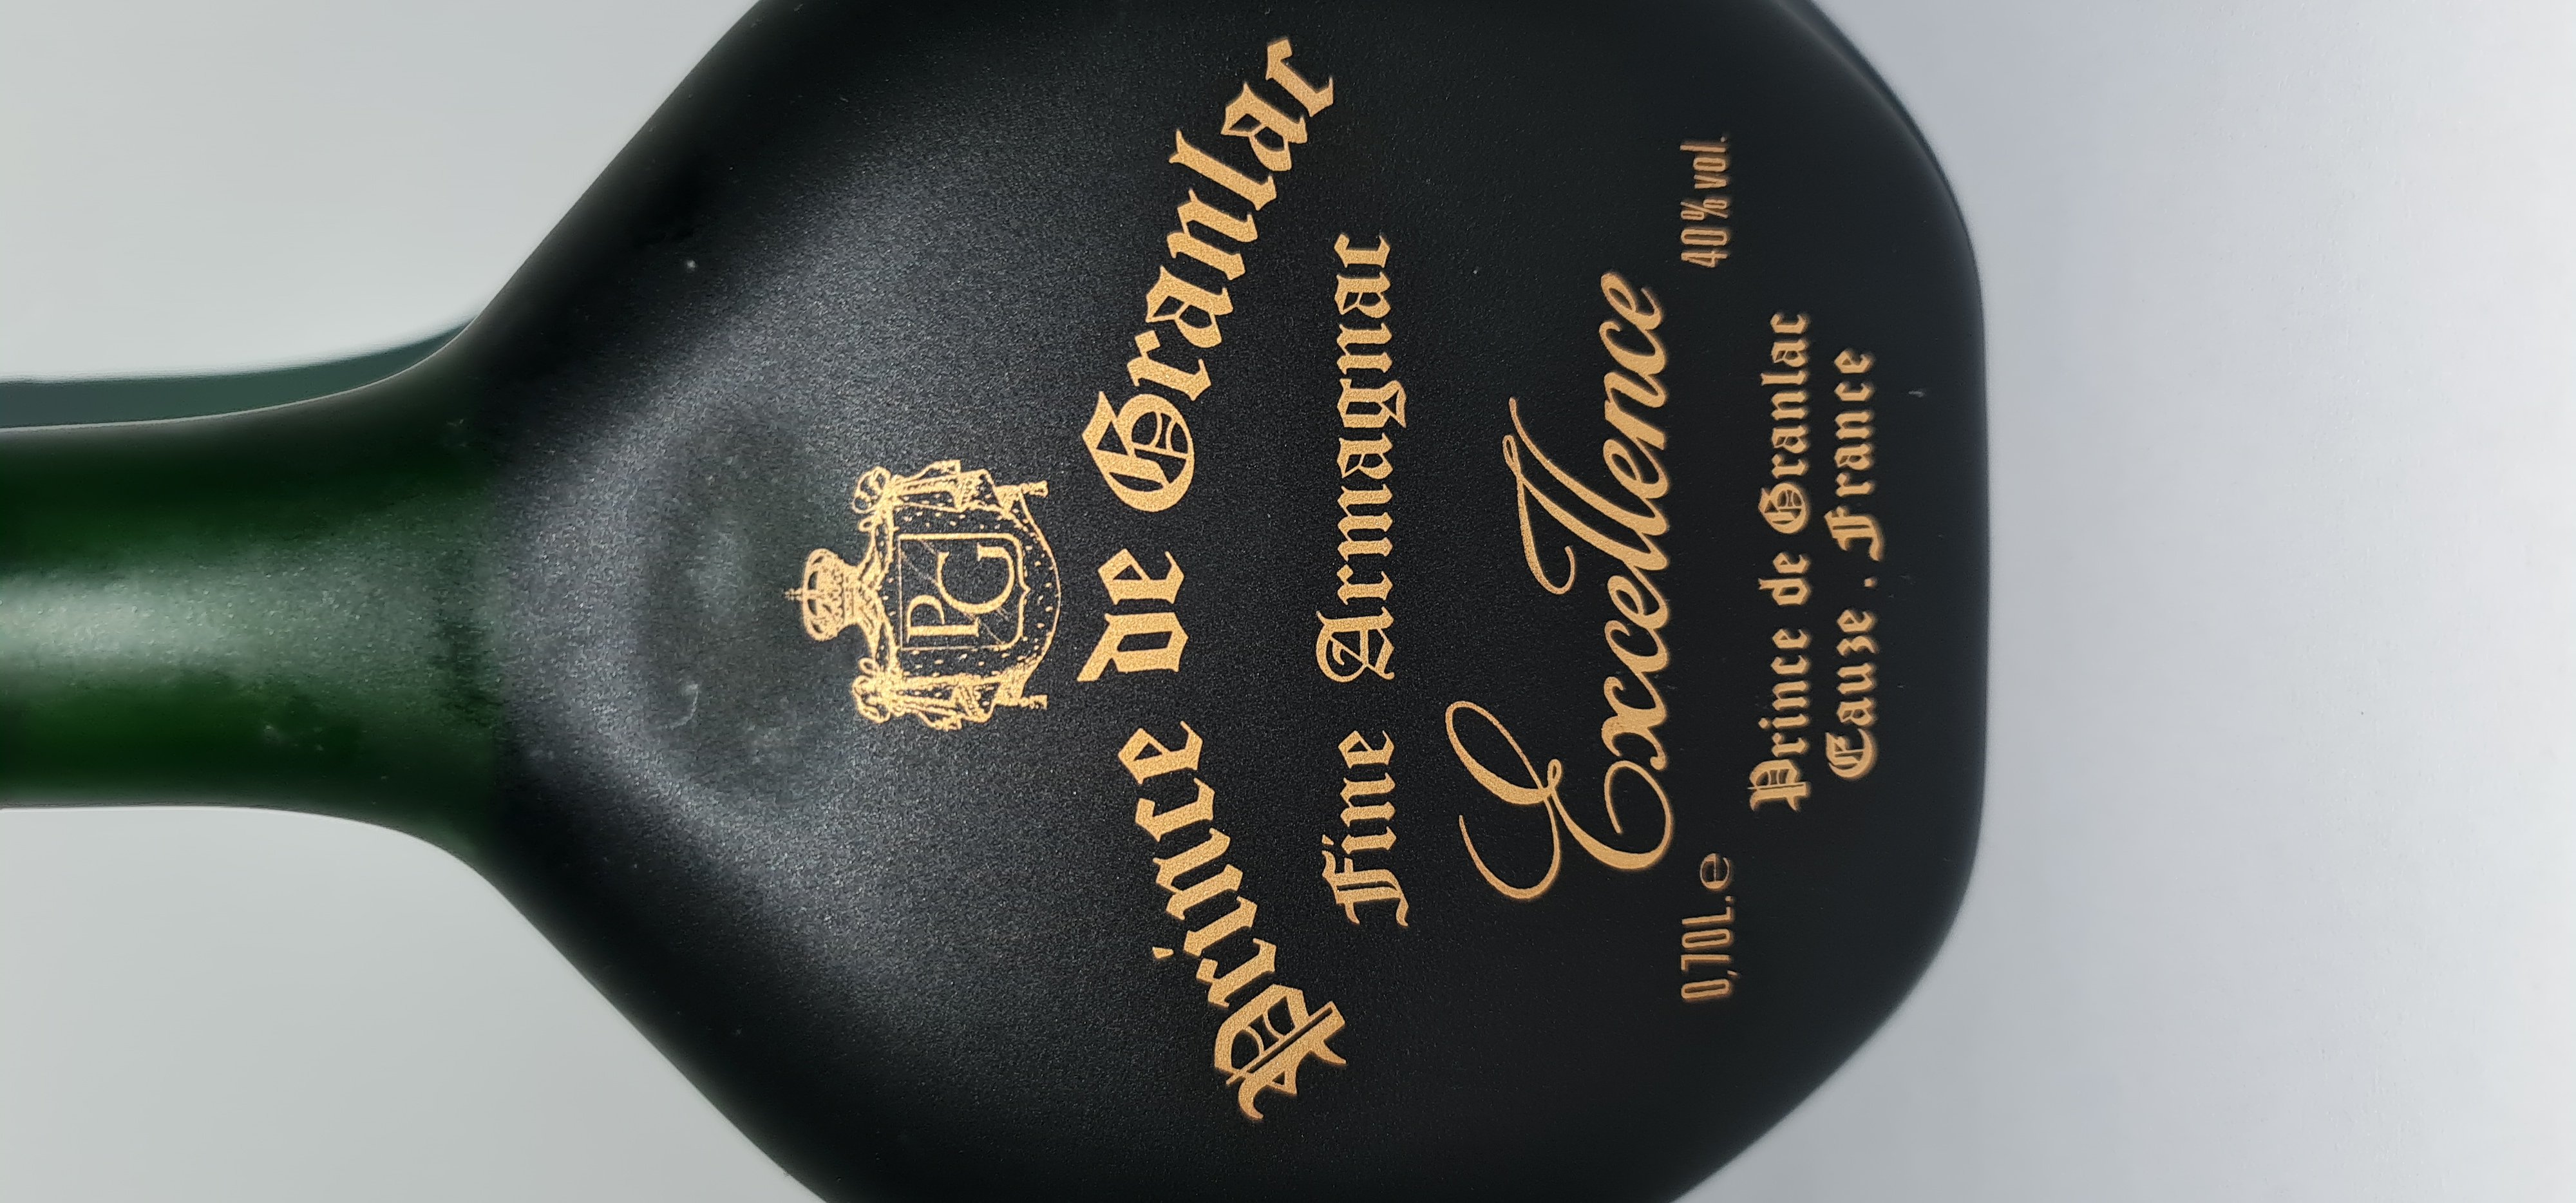 PG
Prince de Granlac
Fine Armagnac
Excellence
0,70L.e 40% vol.
Prince de Granlac
Cauze . France